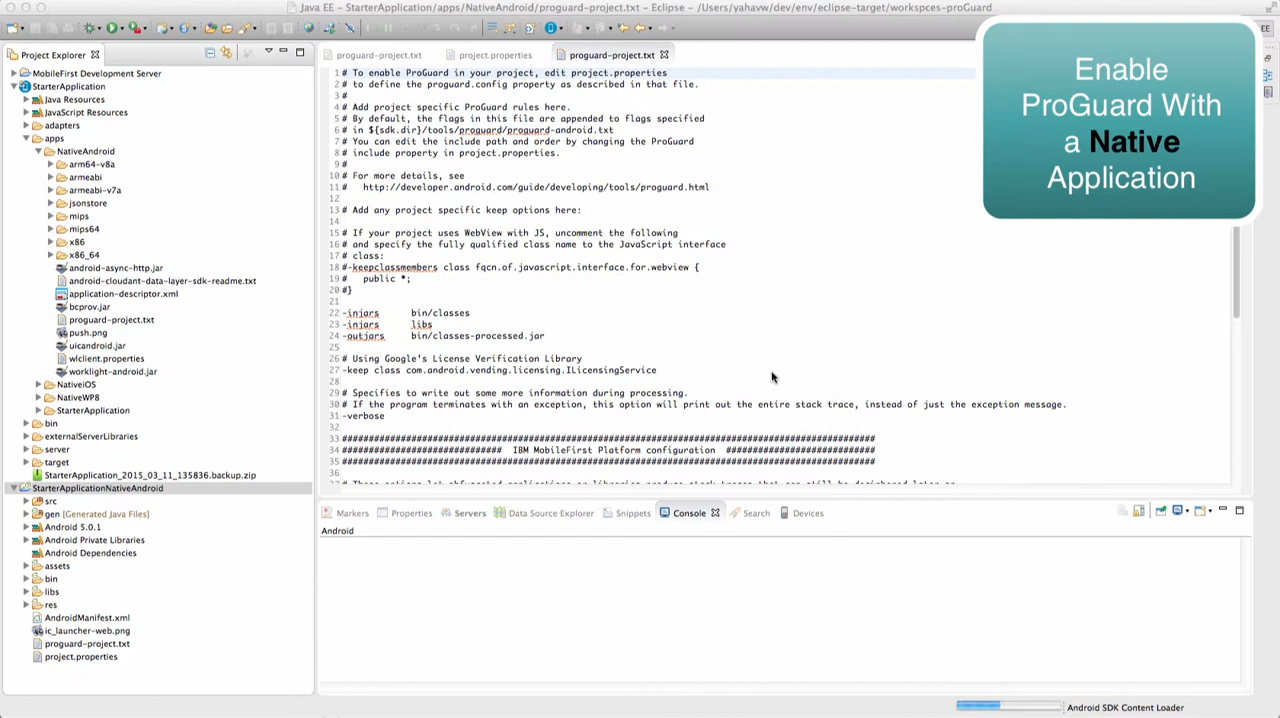 Java EE - StarterApplication/apps/NativeAndroid/proguard-project.txt - Eclipse - /Users/yahavw/dev/env/eclipse-target/workspces-proGuard
EE
Project Explorer
MobileFirst Development Server
StarterApplication
Java Resources
JavaScript Resources
adapters
apps
NativeAndroid
arm64-v8a
armeabi
armeabi-v7a
jsonstore
mips
mips64
x86
x86_64
android-async-http.jar
android-cloudant-data-layer-sdk-readme.txt
application-descriptor.xml
bcprov.jar
proguard-project.txt
push.png
uicandroid.jar
wlclient.properties
worklight-android.jar
NativeiOS
NativeWP8
StarterApplication
bin
externalServerLibraries
server
target
StarterApplication_2015_03_11_135836.backup.zip
StarterApplicationNativeAndroid
src
gen [Generated Java Files]
Android 5.0.1
Android Private Libraries
Android Dependencies
assets
bin
libs
res
AndroidManifest.xml
ic_launcher-web.png
proguard-project.txt
project.properties
proguard-project.txt project.properties proguard-project.txt
1 # To enable ProGuard in your project, edit project.properties
2 # to define the proguard.config property as described in that file.
3 #
4 # Add project specific ProGuard rules here.
5 # By default, the flags in this file are appended to flags specified
6 # in ${sdk.dir}/tools/proguard/proguard-android.txt
7 # You can edit the include path and order by changing the ProGuard
8 # include property in project.properties.
9 #
10 # For more details, see
11 #   http://developer.android.com/guide/developing/tools/proguard.html
12
13 # Add any project specific keep options here:
14
15 # If your project uses WebView with JS, uncomment the following
16 # and specify the fully qualified class name to the JavaScript interface
17 # class:
18 #-keepclassmembers class fqcn.of.javascript.interface.for.webview {
19 #   public *;
20 #}
21
22 -injars      bin/classes
23 -injars      libs
24 -outjars     bin/classes-processed.jar
25
26 # Using Google's License Verification Library
27 -keep class com.android.vending.licensing.ILicensingService
28
29 # Specifies to write out some more information during processing.
30 # If the program terminates with an exception, this option will print out the entire stack trace, instead of just the exception message.
31 -verbose
32
33 ####################################################################################################
34 ############################## IBM MobileFirst Platform configuration ##############################
35 ####################################################################################################
36
Enable
ProGuard With
a Native
Application
Markers Properties Servers Data Source Explorer Snippets Console Search Devices
Android
Android SDK Content Loader